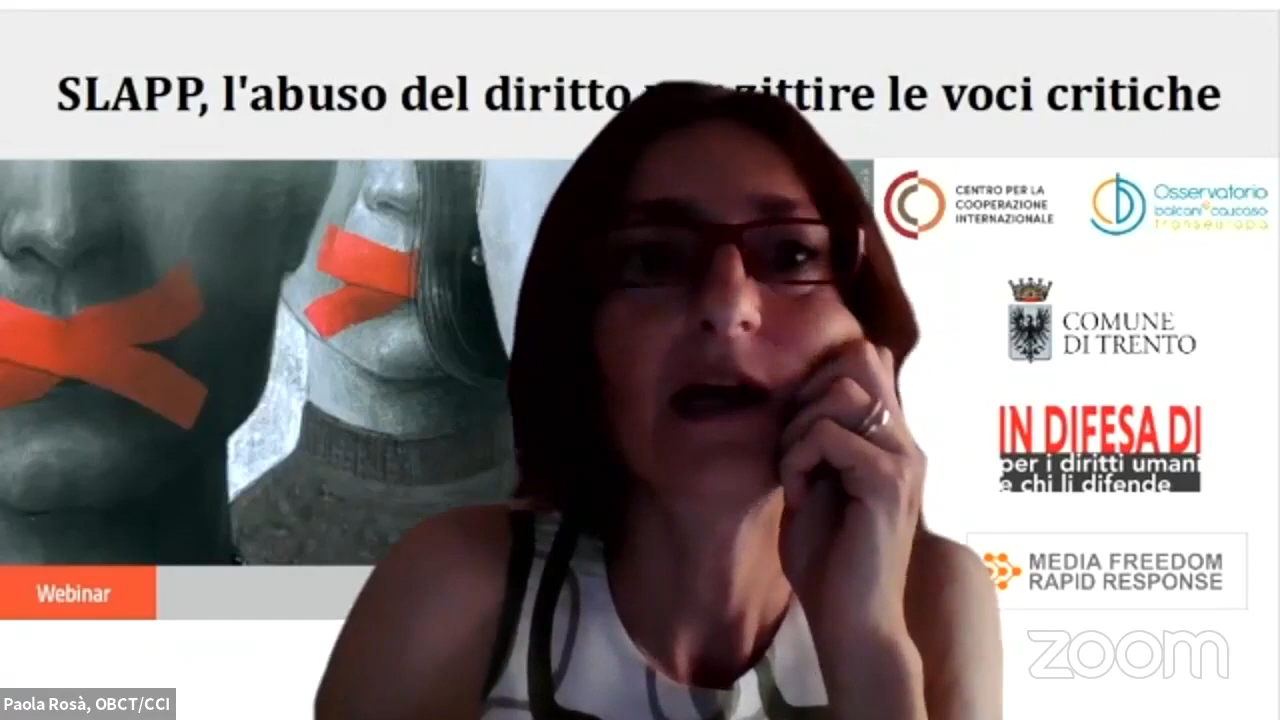 SLAPP, l'abuso del diritto zittire le voci critiche
CENTRO PER LA
COOPERAZIONE
INTERNAZIONALE
Osservatorio
balcani e caucaso
transeuropa
COMUNE
DI TRENTO
IN DIFESA DI
per i diritti umani
e chi li difende
MEDIA FREEDOM
RAPID RESPONSE
Webinar
zoom
Paola Rosà, OBCT/CCI